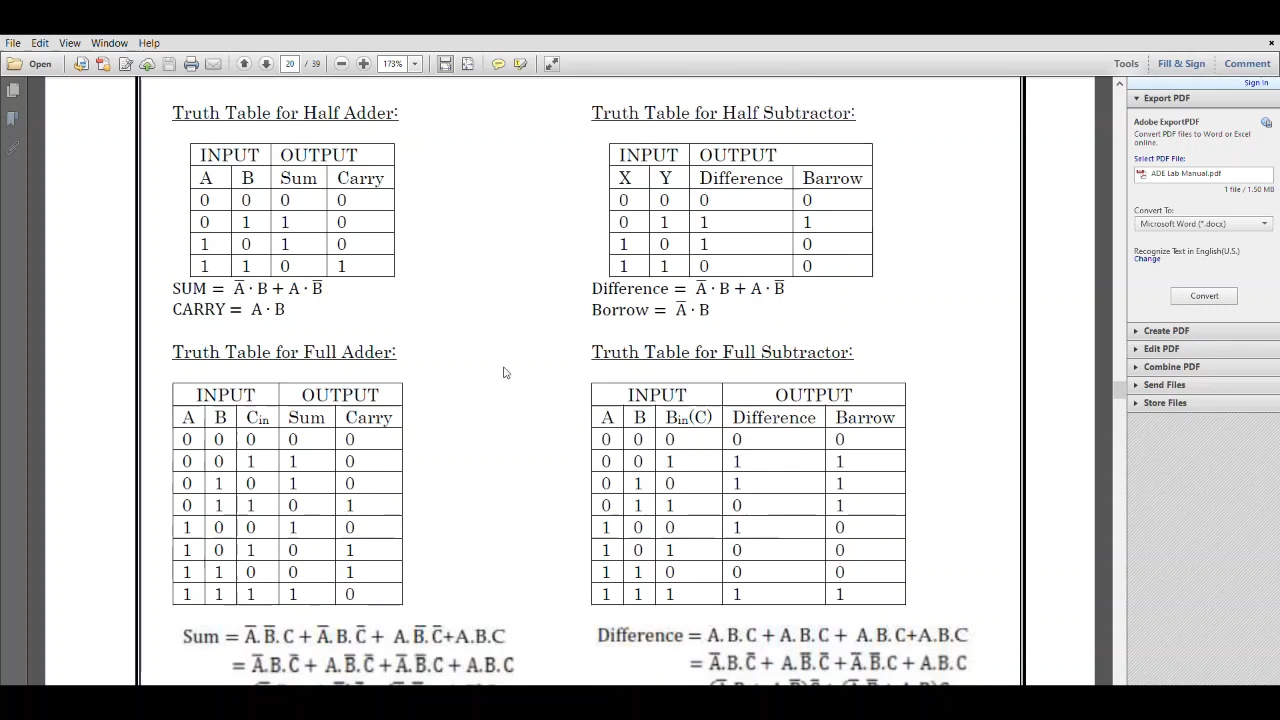 File Edit View Window Help ×
Open 20 / 39 173% Tools Fill & Sign Comment
Sign In
Export PDF
Adobe ExportPDF
Convert PDF files to Word or Excel online.
Select PDF File:
ADE Lab Manual.pdf
1 file / 1.50 MB
Convert To:
Microsoft Word (*.docx)
Recognize Text in English(U.S.)
Change
Convert
Create PDF
Edit PDF
Combine PDF
Send Files
Store Files
Truth Table for Half Adder:
INPUT OUTPUT
A B Sum Carry
0 0 0 0
0 1 1 0
1 0 1 0
1 1 0 1
SUM = A̅ · B + A · B̅
CARRY = A · B
Truth Table for Half Subtractor:
INPUT OUTPUT
X Y Difference Barrow
0 0 0 0
0 1 1 1
1 0 1 0
1 1 0 0
Difference = A̅ · B + A · B̅
Borrow = A̅ · B
Truth Table for Full Adder:
INPUT OUTPUT
A B Cin Sum Carry
0 0 0 0 0
0 0 1 1 0
0 1 0 1 0
0 1 1 0 1
1 0 0 1 0
1 0 1 0 1
1 1 0 0 1
1 1 1 1 0
Sum = A̅.B̅.C + A̅.B.C̅ + A.B̅.C̅+A.B.C
= A̅.B.C̅ + A.B̅.C̅ + A̅.B̅.C + A.B.C
Truth Table for Full Subtractor:
INPUT OUTPUT
A B Bin(C) Difference Barrow
0 0 0 0 0
0 0 1 1 1
0 1 0 1 1
0 1 1 0 1
1 0 0 1 0
1 0 1 0 0
1 1 0 0 0
1 1 1 1 1
Difference = A.B.C + A.B.C + A.B.C+A.B.C
= A̅.B.C̅ + A.B̅.C̅ + A̅.B̅.C + A.B.C